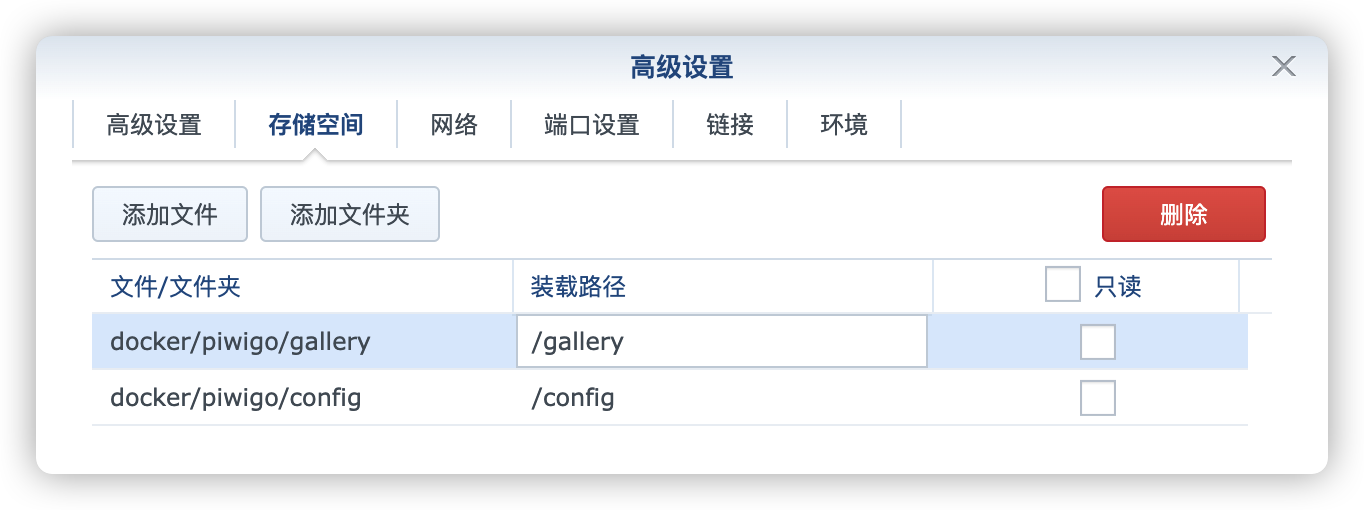 高级设置
高级设置 存储空间 网络 端口设置 链接 环境
添加文件 添加文件夹 删除
文件/文件夹 装载路径 只读
docker/piwigo/gallery /gallery
docker/piwigo/config /config